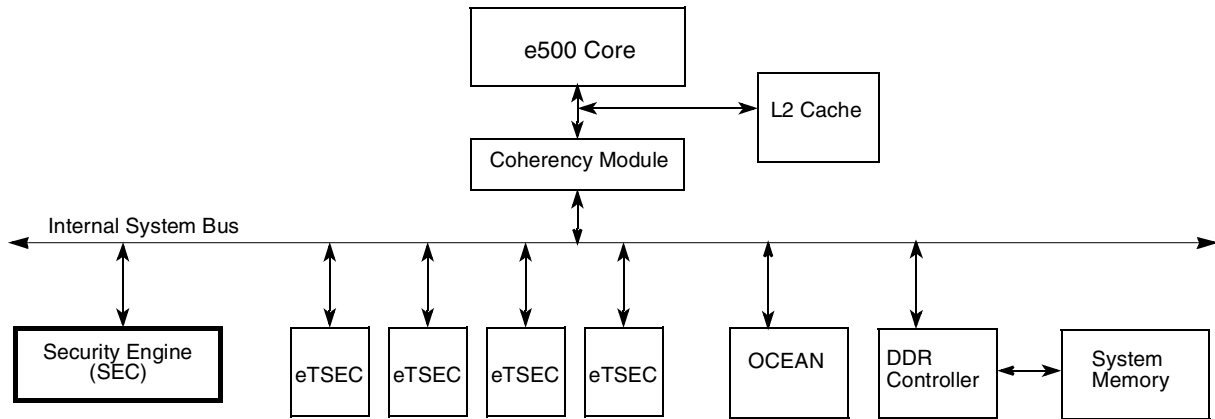 e500 Core
L2 Cache
Coherency Module
Internal System Bus
Security Engine
(SEC)
eTSEC
eTSEC
eTSEC
eTSEC
OCEAN
DDR
Controller
System
Memory